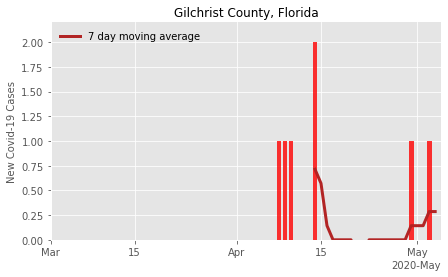 Gilchrist County, Florida
7 day moving average
New Covid-19 Cases
2.00
1.75
1.50
1.25
1.00
0.75
0.50
0.25
0.00
Mar 15 Apr 15 May
2020-May